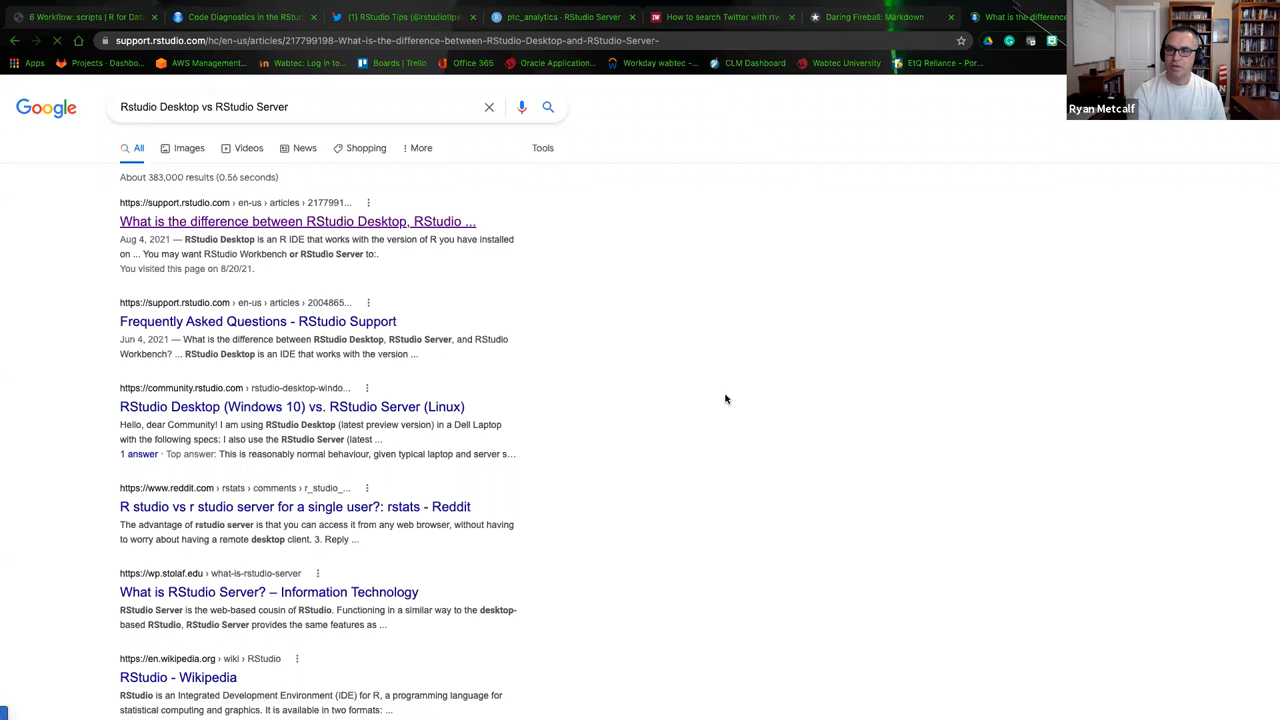 6 Workflow: scripts | R for Dat
Code Diagnostics in the RStud
(1) RStudio Tips (@rstudiotips
ptc_analytics - RStudio Server
How to search Twitter with rtw
Daring Fireball: Markdown
What is the difference
support.rstudio.com/hc/en-us/articles/217799198-What-is-the-difference-between-RStudio-Desktop-and-RStudio-Server-
Apps
Projects · Dashbo...
AWS Management...
Wabtec: Log in to...
Boards | Trello
Office 365
Oracle Application...
Workday wabtec -...
CLM Dashboard
Wabtec University
EtQ Reliance - Por...
Ryan Metcalf
Google
Rstudio Desktop vs RStudio Server
All
Images
Videos
News
Shopping
More
Tools
About 383,000 results (0.56 seconds)
https://support.rstudio.com › en-us › articles › 2177991...
What is the difference between RStudio Desktop, RStudio ...
Aug 4, 2021 — RStudio Desktop is an R IDE that works with the version of R you have installed
on ... You may want RStudio Workbench or RStudio Server to:.
You visited this page on 8/20/21.
https://support.rstudio.com › en-us › articles › 2004865...
Frequently Asked Questions - RStudio Support
Jun 4, 2021 — What is the difference between RStudio Desktop, RStudio Server, and RStudio
Workbench? ... RStudio Desktop is an IDE that works with the version ...
https://community.rstudio.com › rstudio-desktop-windo...
RStudio Desktop (Windows 10) vs. RStudio Server (Linux)
Hello, dear Community! I am using RStudio Desktop (latest preview version) in a Dell Laptop
with the following specs: I also use the RStudio Server (latest ...
1 answer · Top answer: This is reasonably normal behaviour, given typical laptop and server s...
https://www.reddit.com › rstats › comments › r_studio_...
R studio vs r studio server for a single user?: rstats - Reddit
The advantage of rstudio server is that you can access it from any web browser, without having
to worry about having a remote desktop client. 3. Reply ...
https://wp.stolaf.edu › what-is-rstudio-server
What is RStudio Server? – Information Technology
RStudio Server is the web-based cousin of RStudio. Functioning in a similar way to the desktop-
based RStudio, RStudio Server provides the same features as ...
https://en.wikipedia.org › wiki › RStudio
RStudio - Wikipedia
RStudio is an Integrated Development Environment (IDE) for R, a programming language for
statistical computing and graphics. It is available in two formats: ...